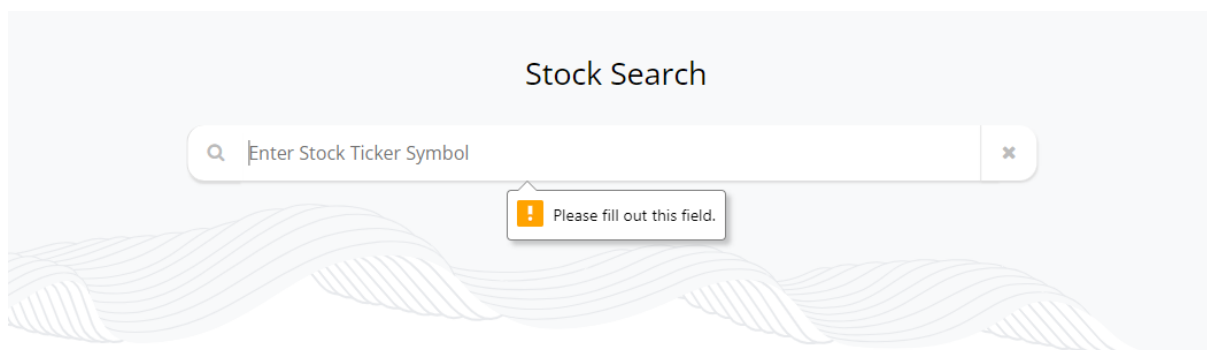 Stock Search
Enter Stock Ticker Symbol
Please fill out this field.